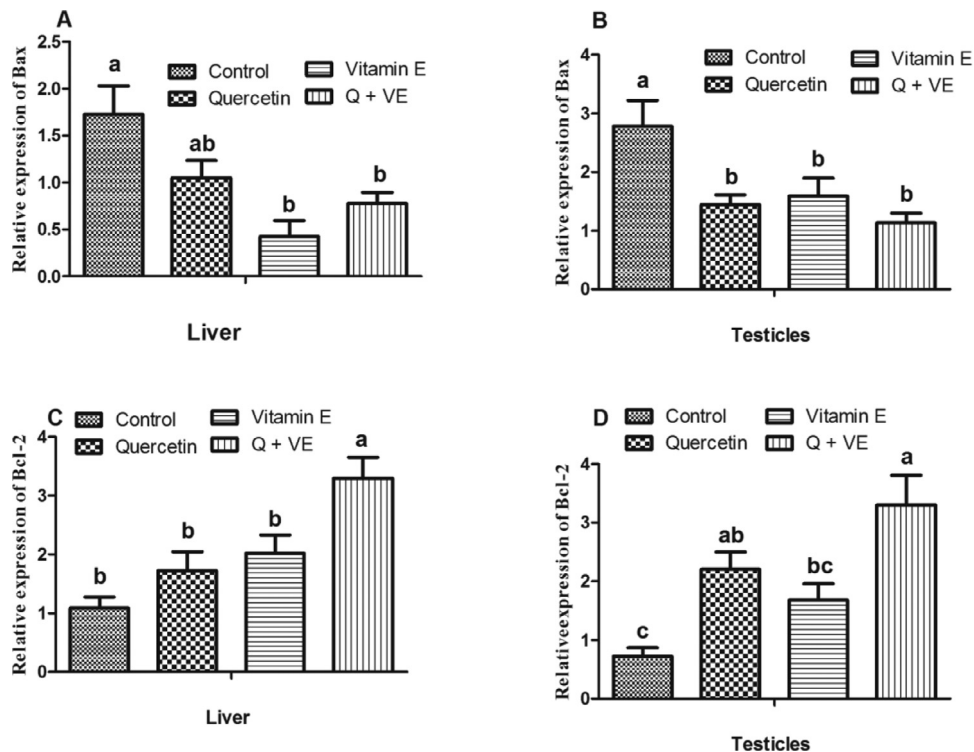 A
Relative expression of Bax
2.5
2.0
1.5
1.0
0.5
0.0
Control
Vitamin E
Quercetin
Q + VE
a
ab
b
b
Liver
B
Relative expression of Bax
4
3
2
1
0
Control
Vitamin E
Quercetin
Q + VE
a
b
b
b
Testicles
C
Relative expression of Bcl-2
4
3
2
1
0
Control
Vitamin E
Quercetin
Q + VE
b
b
b
a
Liver
D
Relativeexpression of Bcl-2
4
3
2
1
0
Control
Vitamin E
Quercetin
Q + VE
c
ab
bc
a
Testicles